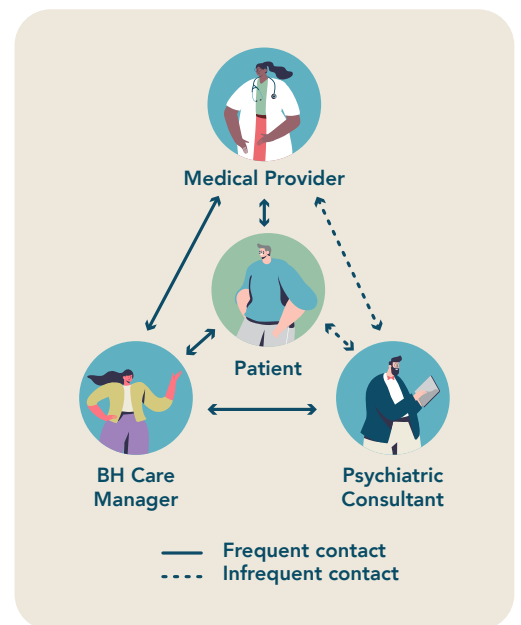 Medical Provider
Patient
BH Care
Manager
Psychiatric
Consultant
Frequent contact
Infrequent contact